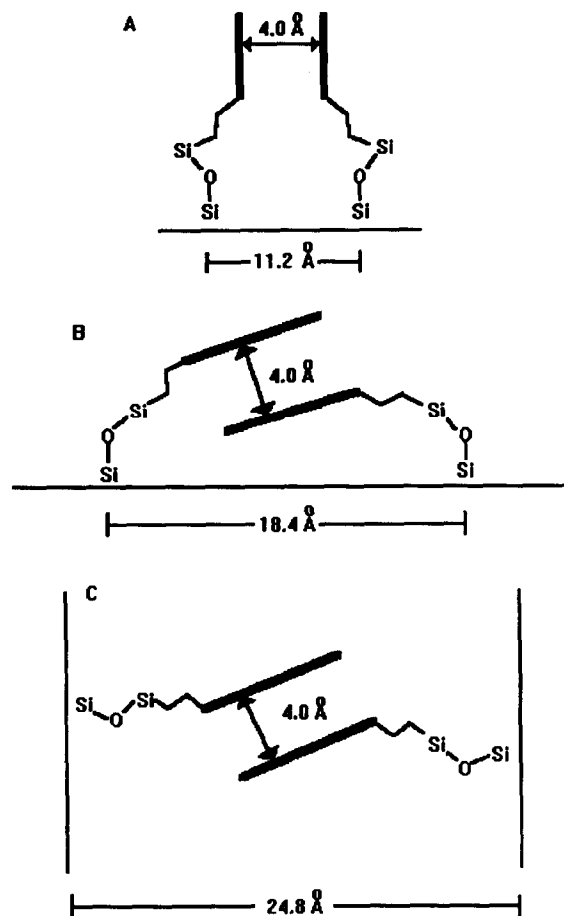 A
4.0 Å
Si Si
O O
Si Si
11.2 Å
B
4.0 Å
Si Si
O O
Si Si
18.4 Å
C
4.0 Å
Si O Si
Si O Si
24.8 Å